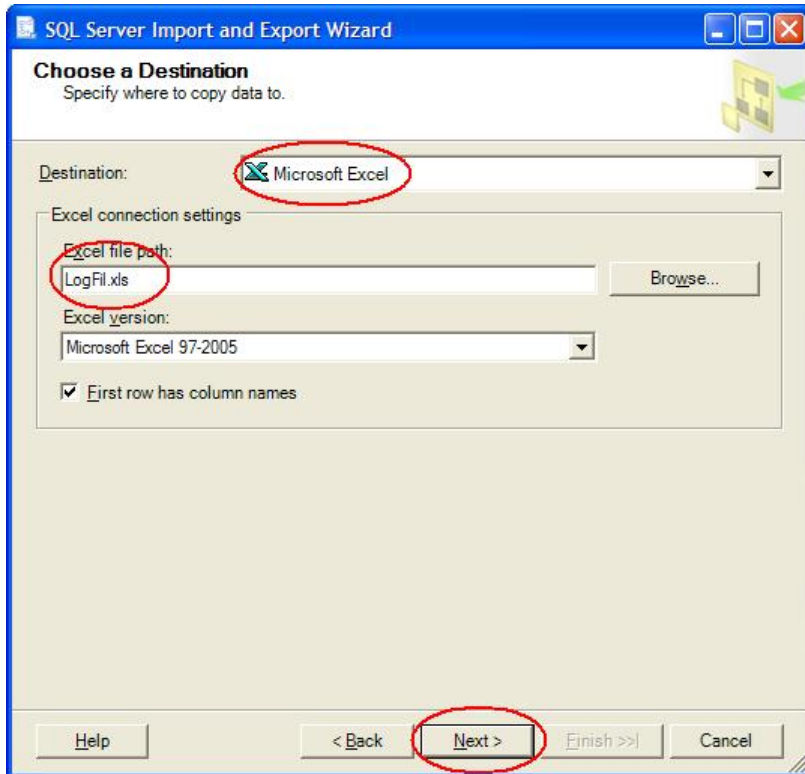 SQL Server Import and Export Wizard
Choose a Destination
Specify where to copy data to.
Destination:
Microsoft Excel
Excel connection settings
Excel file path:
LogFil.xls
Browse...
Excel version:
Microsoft Excel 97-2005
First row has column names
Help
< Back
Next >
Finish >>|
Cancel